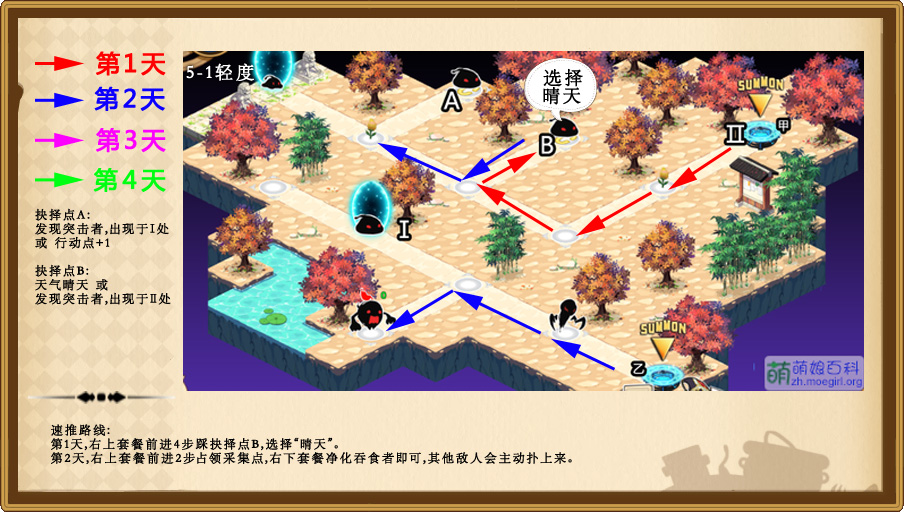 第1天
第2天
第3天
第4天
抉择点A:
发现突击者,出现于I处
或 行动点+1
抉择点B:
天气晴天 或
发现突击者,出现于II处
5-1轻度
A
选择
晴天
B
SUMMON
II
甲
I
SUMMON
乙
萌娘百科
zh.moegirl.org
速推路线:
第1天,右上套餐前进4步踩抉择点B,选择“晴天”。
第2天,右上套餐前进2步占领采集点,右下套餐净化吞食者即可,其他敌人会主动扑上来。